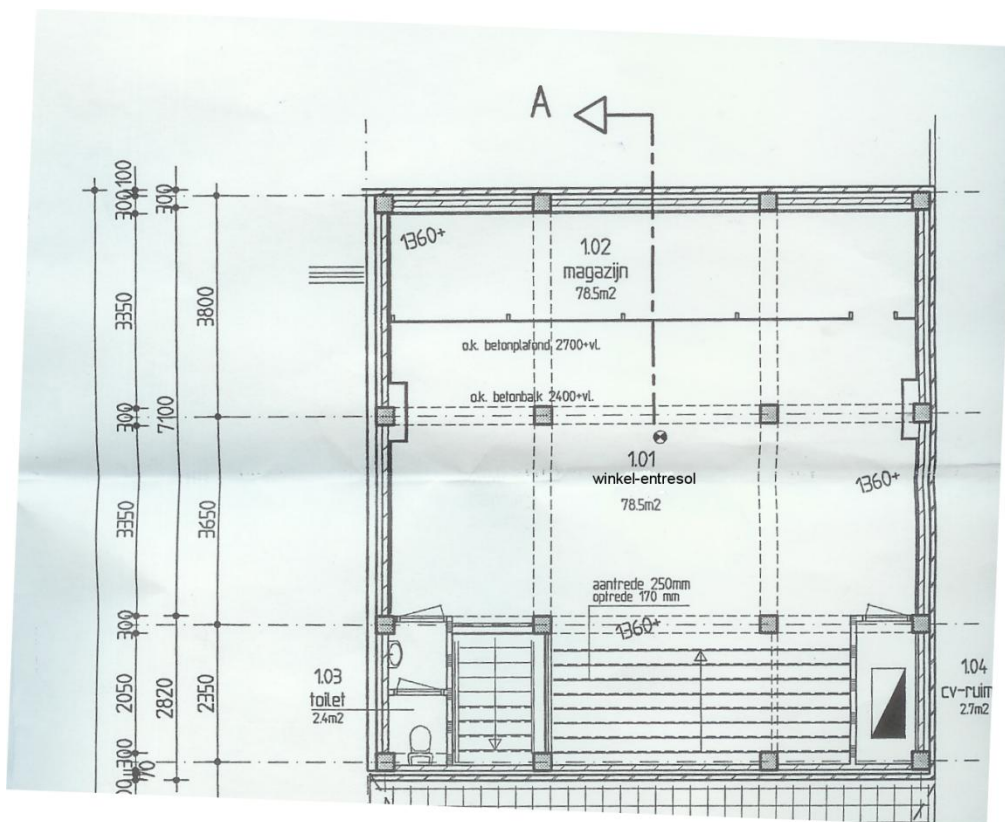 A
100
300
300
3350
3800
300
7100
3350
3650
300
2050
2820
2350
300
70
1360+
1.02
magazijn
78.5m2
o.k. betonplafond 2700+vl.
o.k. betonbalk 2400+vl.
1.01
winkel-entresol
78.5m2
1360+
aantrede 250mm
optrede 170 mm
1360+
1.03
toilet
2.4m2
1.04
cv-ruim
2.7m2